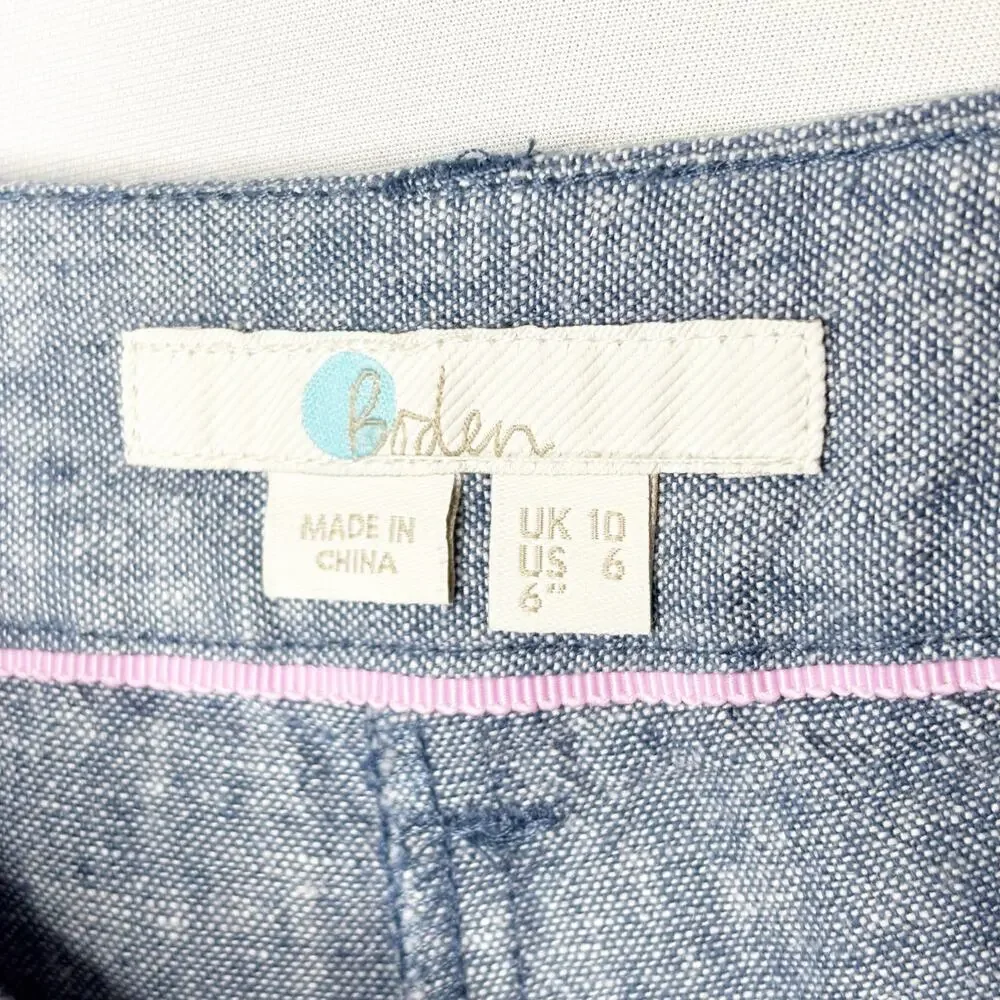 Boden
MADE IN
CHINA
UK 10
US 6
6"